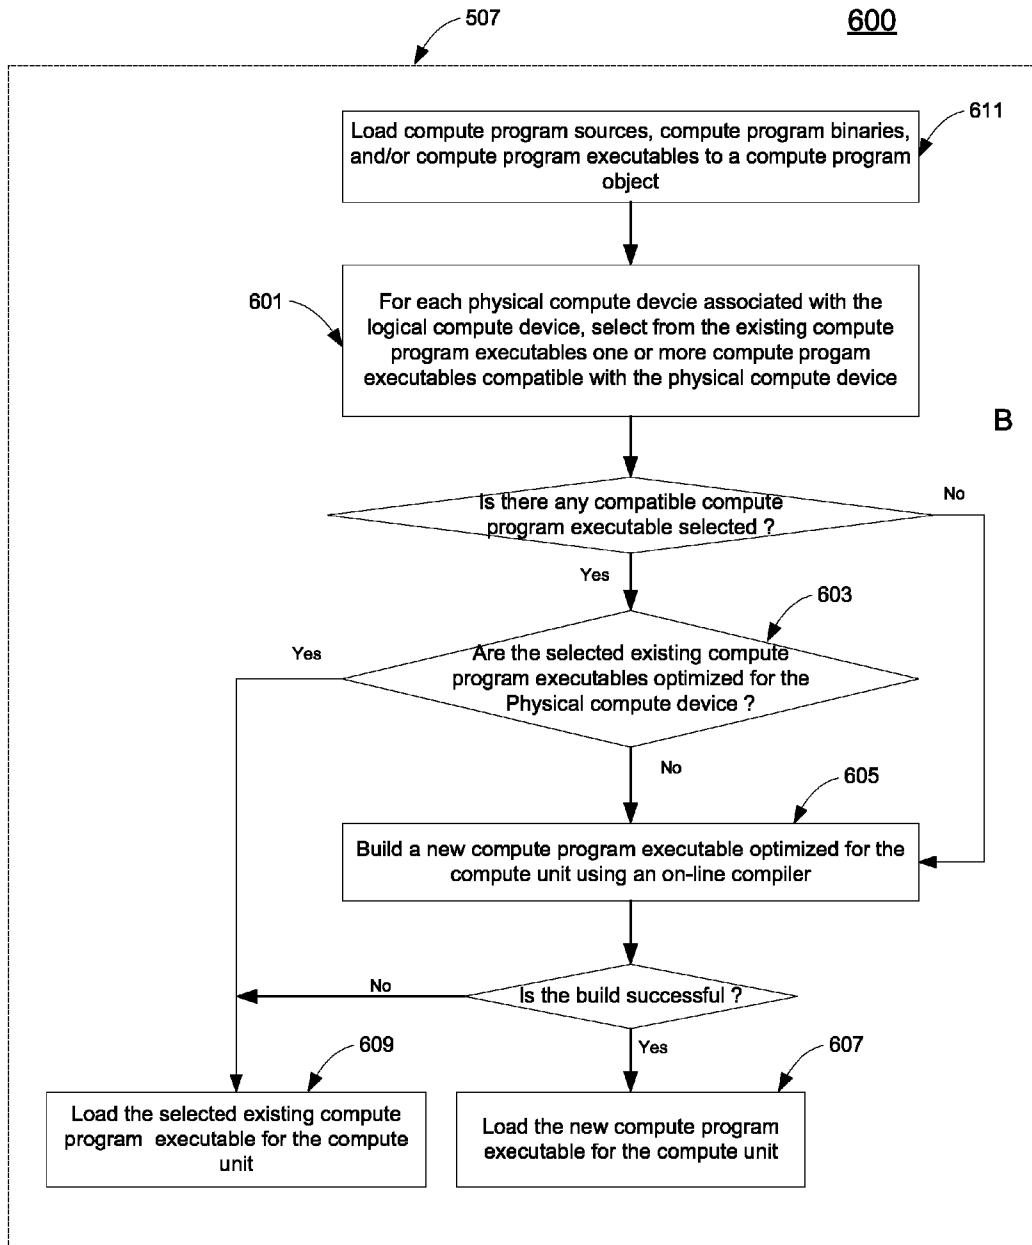 507
600
611
Load compute program sources, compute program binaries,
and/or compute program executables to a compute program
object
601
For each physical compute devcie associated with the
logical compute device, select from the existing compute
program executables one or more compute progam
executables compatible with the physical compute device
B
Is there any compatible compute
program executable selected ?
No
Yes
603
Yes
Are the selected existing compute
program executables optimized for the
Physical compute device ?
No
605
Build a new compute program executable optimized for the
compute unit using an on-line compiler
No
Is the build successful ?
Yes
609
607
Load the selected existing compute
program executable for the compute
unit
Load the new compute program
executable for the compute unit